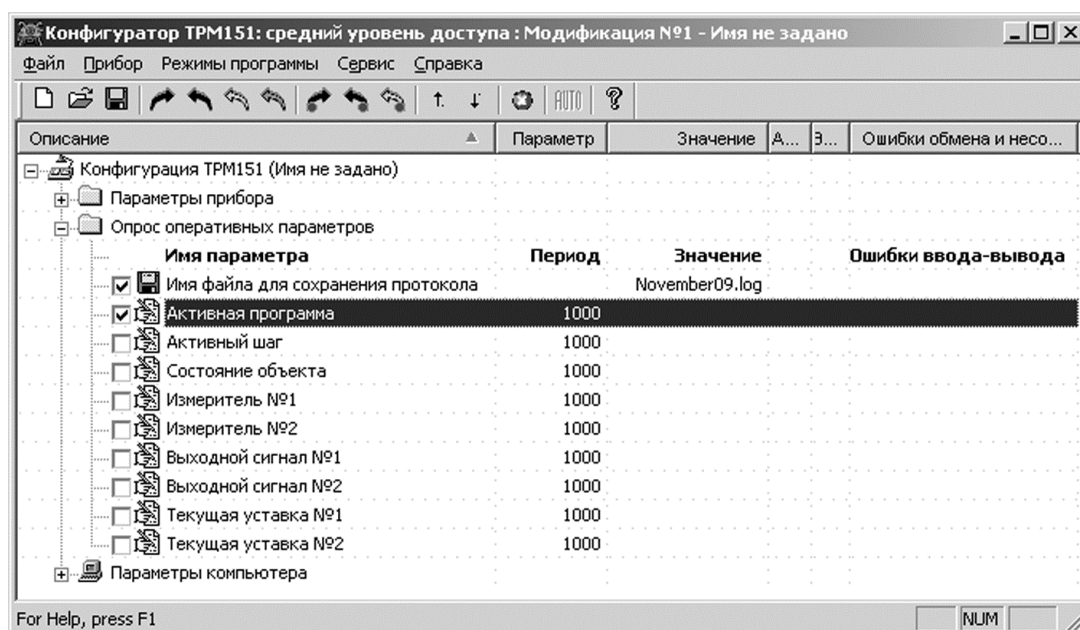 Конфигуратор ТРМ151: средний уровень доступа : Модификация №1 - Имя не задано
Файл Прибор Режимы программы Сервис Справка
AUTO
Описание Параметр Значение А... З... Ошибки обмена и несо...
Конфигурация ТРМ151 (Имя не задано)
Параметры прибора
Опрос оперативных параметров
Имя параметра Период Значение Ошибки ввода-вывода
Имя файла для сохранения протокола November09.log
Активная программа 1000
Активный шаг 1000
Состояние объекта 1000
Измеритель №1 1000
Измеритель №2 1000
Выходной сигнал №1 1000
Выходной сигнал №2 1000
Текущая уставка №1 1000
Текущая уставка №2 1000
Параметры компьютера
For Help, press F1 NUM